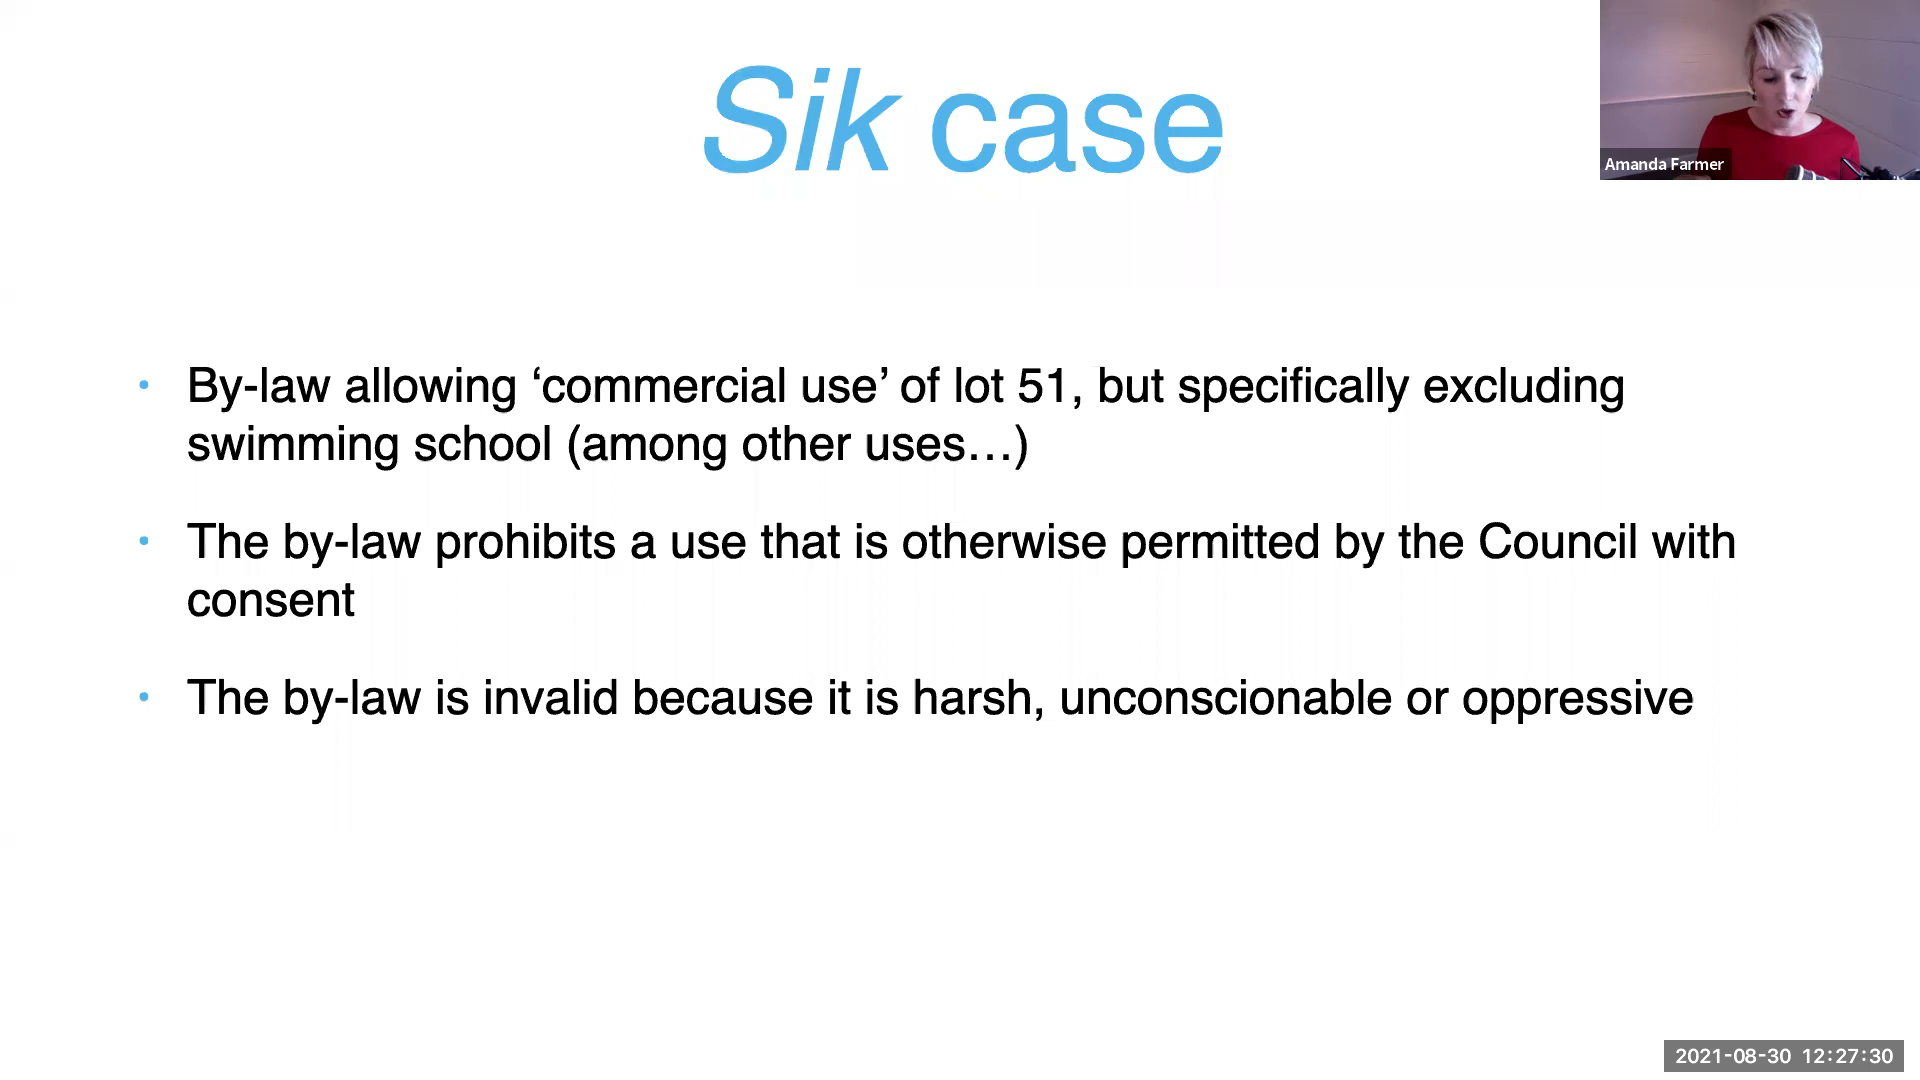 Sik case
Amanda Farmer
By-law allowing ‘commercial use’ of lot 51, but specifically excluding
swimming school (among other uses…)
The by-law prohibits a use that is otherwise permitted by the Council with
consent
The by-law is invalid because it is harsh, unconscionable or oppressive
2021-08-30 12:27:30